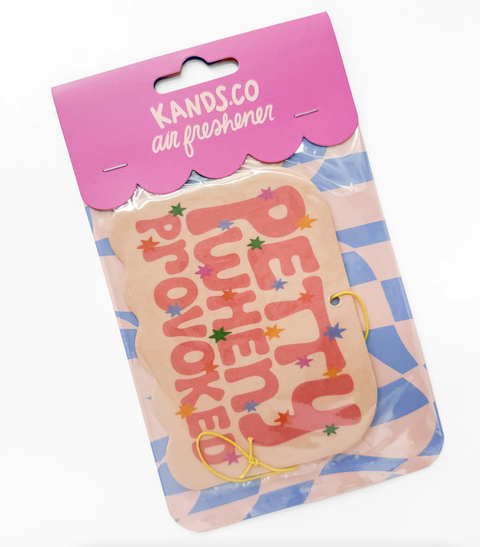 KANDS.CO
air freshener
PETTY
(WHEN)
PROVOKED